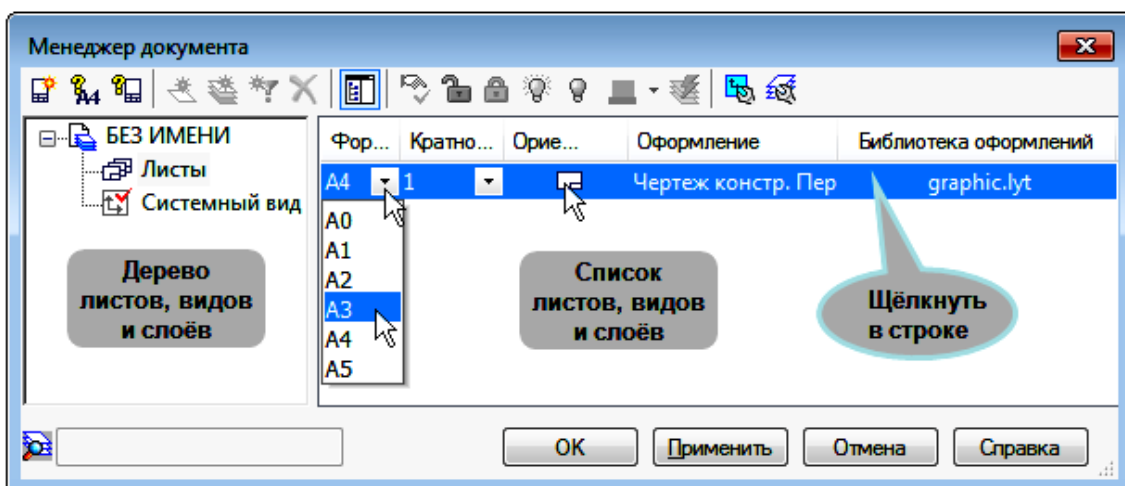 Менеджер документа
A4
БЕЗ ИМЕНИ
Листы
Системный вид
Фор... Кратно... Орие... Оформление Библиотека оформлений
A4 1 Чертеж констр. Пер graphic.lyt
A0
A1
A2
A3
A4
A5
Дерево
листов, видов
и слоёв
Список
листов, видов
и слоёв
Щёлкнуть
в строке
OK Применить Отмена Справка